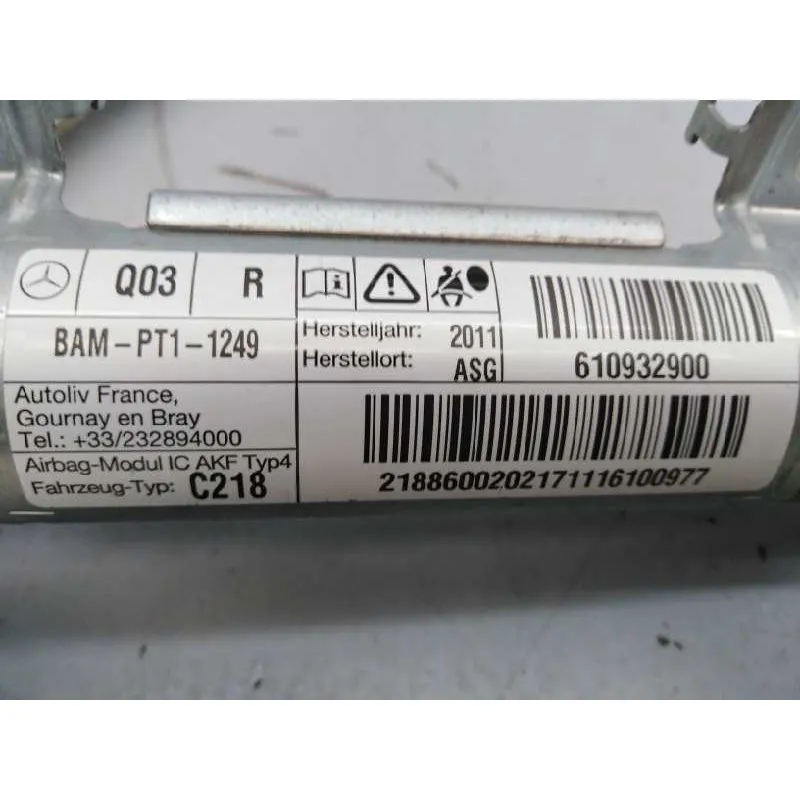 Q03 R
BAM-PT1-1249
Autoliv France,
Gournay en Bray
Tel.: +33/232894000
Airbag-Modul IC AKF Typ4
Fahrzeug-Typ: C218
Herstelljahr: 2011
Herstellort: ASG
610932900
2188600202171116100977